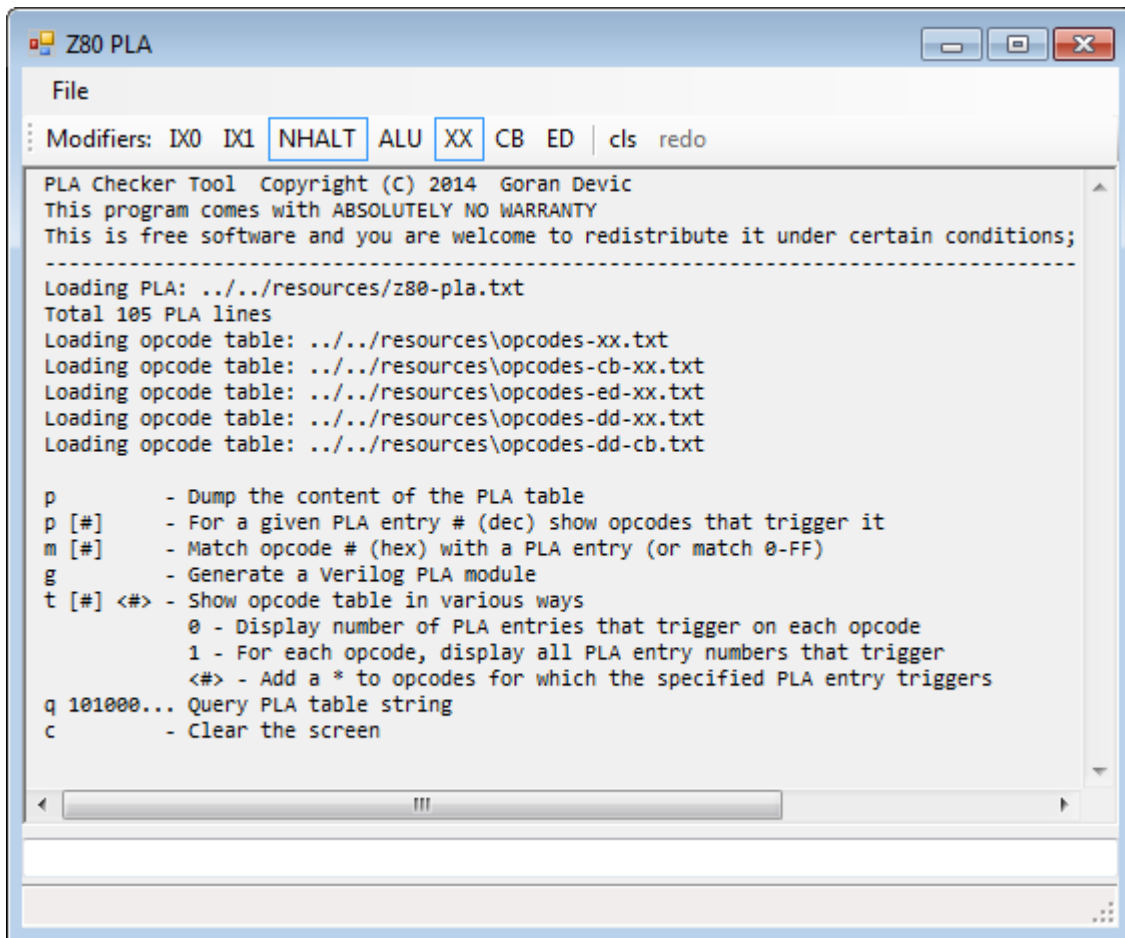 Z80 PLA
File
Modifiers: IX0 IX1 NHALT ALU XX CB ED cls redo
PLA Checker Tool  Copyright (C) 2014  Goran Devic
This program comes with ABSOLUTELY NO WARRANTY
This is free software and you are welcome to redistribute it under certain conditions;
--------------------------------------------------------------------------------------
Loading PLA: ../../resources/z80-pla.txt
Total 105 PLA lines
Loading opcode table: ../../resources\opcodes-xx.txt
Loading opcode table: ../../resources\opcodes-cb-xx.txt
Loading opcode table: ../../resources\opcodes-ed-xx.txt
Loading opcode table: ../../resources\opcodes-dd-xx.txt
Loading opcode table: ../../resources\opcodes-dd-cb.txt
p         - Dump the content of the PLA table
p [#]     - For a given PLA entry # (dec) show opcodes that trigger it
m [#]     - Match opcode # (hex) with a PLA entry (or match 0-FF)
g         - Generate a Verilog PLA module
t [#] <#> - Show opcode table in various ways
            0 - Display number of PLA entries that trigger on each opcode
            1 - For each opcode, display all PLA entry numbers that trigger
            <#> - Add a * to opcodes for which the specified PLA entry triggers
q 101000... Query PLA table string
c         - Clear the screen